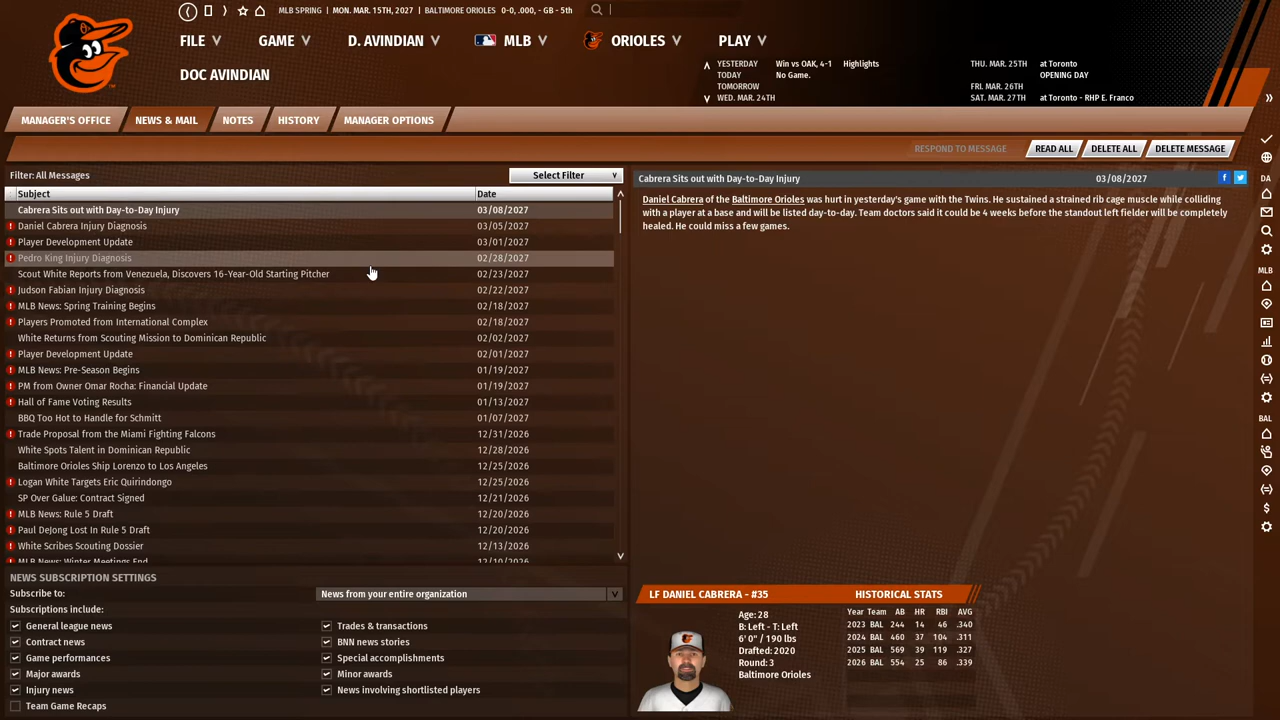 MLB SPRING | MON. MAR. 15TH, 2027 | BALTIMORE ORIOLES 0-0, .000, - GB - 5th
FILE GAME D. AVINDIAN MLB ORIOLES PLAY
DOC AVINDIAN
YESTERDAY Win vs OAK, 4-1 Highlights
TODAY No Game.
TOMORROW
WED. MAR. 24TH
THU. MAR. 25TH at Toronto
OPENING DAY
FRI. MAR. 26TH
SAT. MAR. 27TH at Toronto - RHP E. Franco
MANAGER'S OFFICE NEWS & MAIL NOTES HISTORY MANAGER OPTIONS
RESPOND TO MESSAGE READ ALL DELETE ALL DELETE MESSAGE
Filter: All Messages Select Filter
Subject Date
Cabrera Sits out with Day-to-Day Injury 03/08/2027
Daniel Cabrera Injury Diagnosis 03/05/2027
Player Development Update 03/01/2027
Pedro King Injury Diagnosis 02/28/2027
Scout White Reports from Venezuela, Discovers 16-Year-Old Starting Pitcher 02/23/2027
Judson Fabian Injury Diagnosis 02/22/2027
MLB News: Spring Training Begins 02/18/2027
Players Promoted from International Complex 02/18/2027
White Returns from Scouting Mission to Dominican Republic 02/02/2027
Player Development Update 02/01/2027
MLB News: Pre-Season Begins 01/19/2027
PM from Owner Omar Rocha: Financial Update 01/19/2027
Hall of Fame Voting Results 01/13/2027
BBQ Too Hot to Handle for Schmitt 01/07/2027
Trade Proposal from the Miami Fighting Falcons 12/31/2026
White Spots Talent in Dominican Republic 12/28/2026
Baltimore Orioles Ship Lorenzo to Los Angeles 12/25/2026
Logan White Targets Eric Quirindongo 12/25/2026
SP Over Galue: Contract Signed 12/21/2026
MLB News: Rule 5 Draft 12/20/2026
Paul DeJong Lost In Rule 5 Draft 12/20/2026
White Scribes Scouting Dossier 12/13/2026
MLB News: Winter Meetings End 12/10/2026
Cabrera Sits out with Day-to-Day Injury 03/08/2027
Daniel Cabrera of the Baltimore Orioles was hurt in yesterday's game with the Twins. He sustained a strained rib cage muscle while colliding
with a player at a base and will be listed day-to-day. Team doctors said it could be 4 weeks before the standout left fielder will be completely
healed. He could miss a few games.
DA
MLB
BAL
NEWS SUBSCRIPTION SETTINGS
Subscribe to: News from your entire organization
Subscriptions include:
General league news Trades & transactions
Contract news BNN news stories
Game performances Special accomplishments
Major awards Minor awards
Injury news News involving shortlisted players
Team Game Recaps
LF DANIEL CABRERA - #35
Age: 28
B: Left - T: Left
6' 0" / 190 lbs
Drafted: 2020
Round: 3
Baltimore Orioles
HISTORICAL STATS
Year Team AB HR RBI AVG
2023 BAL 244 14 46 .340
2024 BAL 460 37 104 .311
2025 BAL 569 39 119 .327
2026 BAL 554 25 86 .339